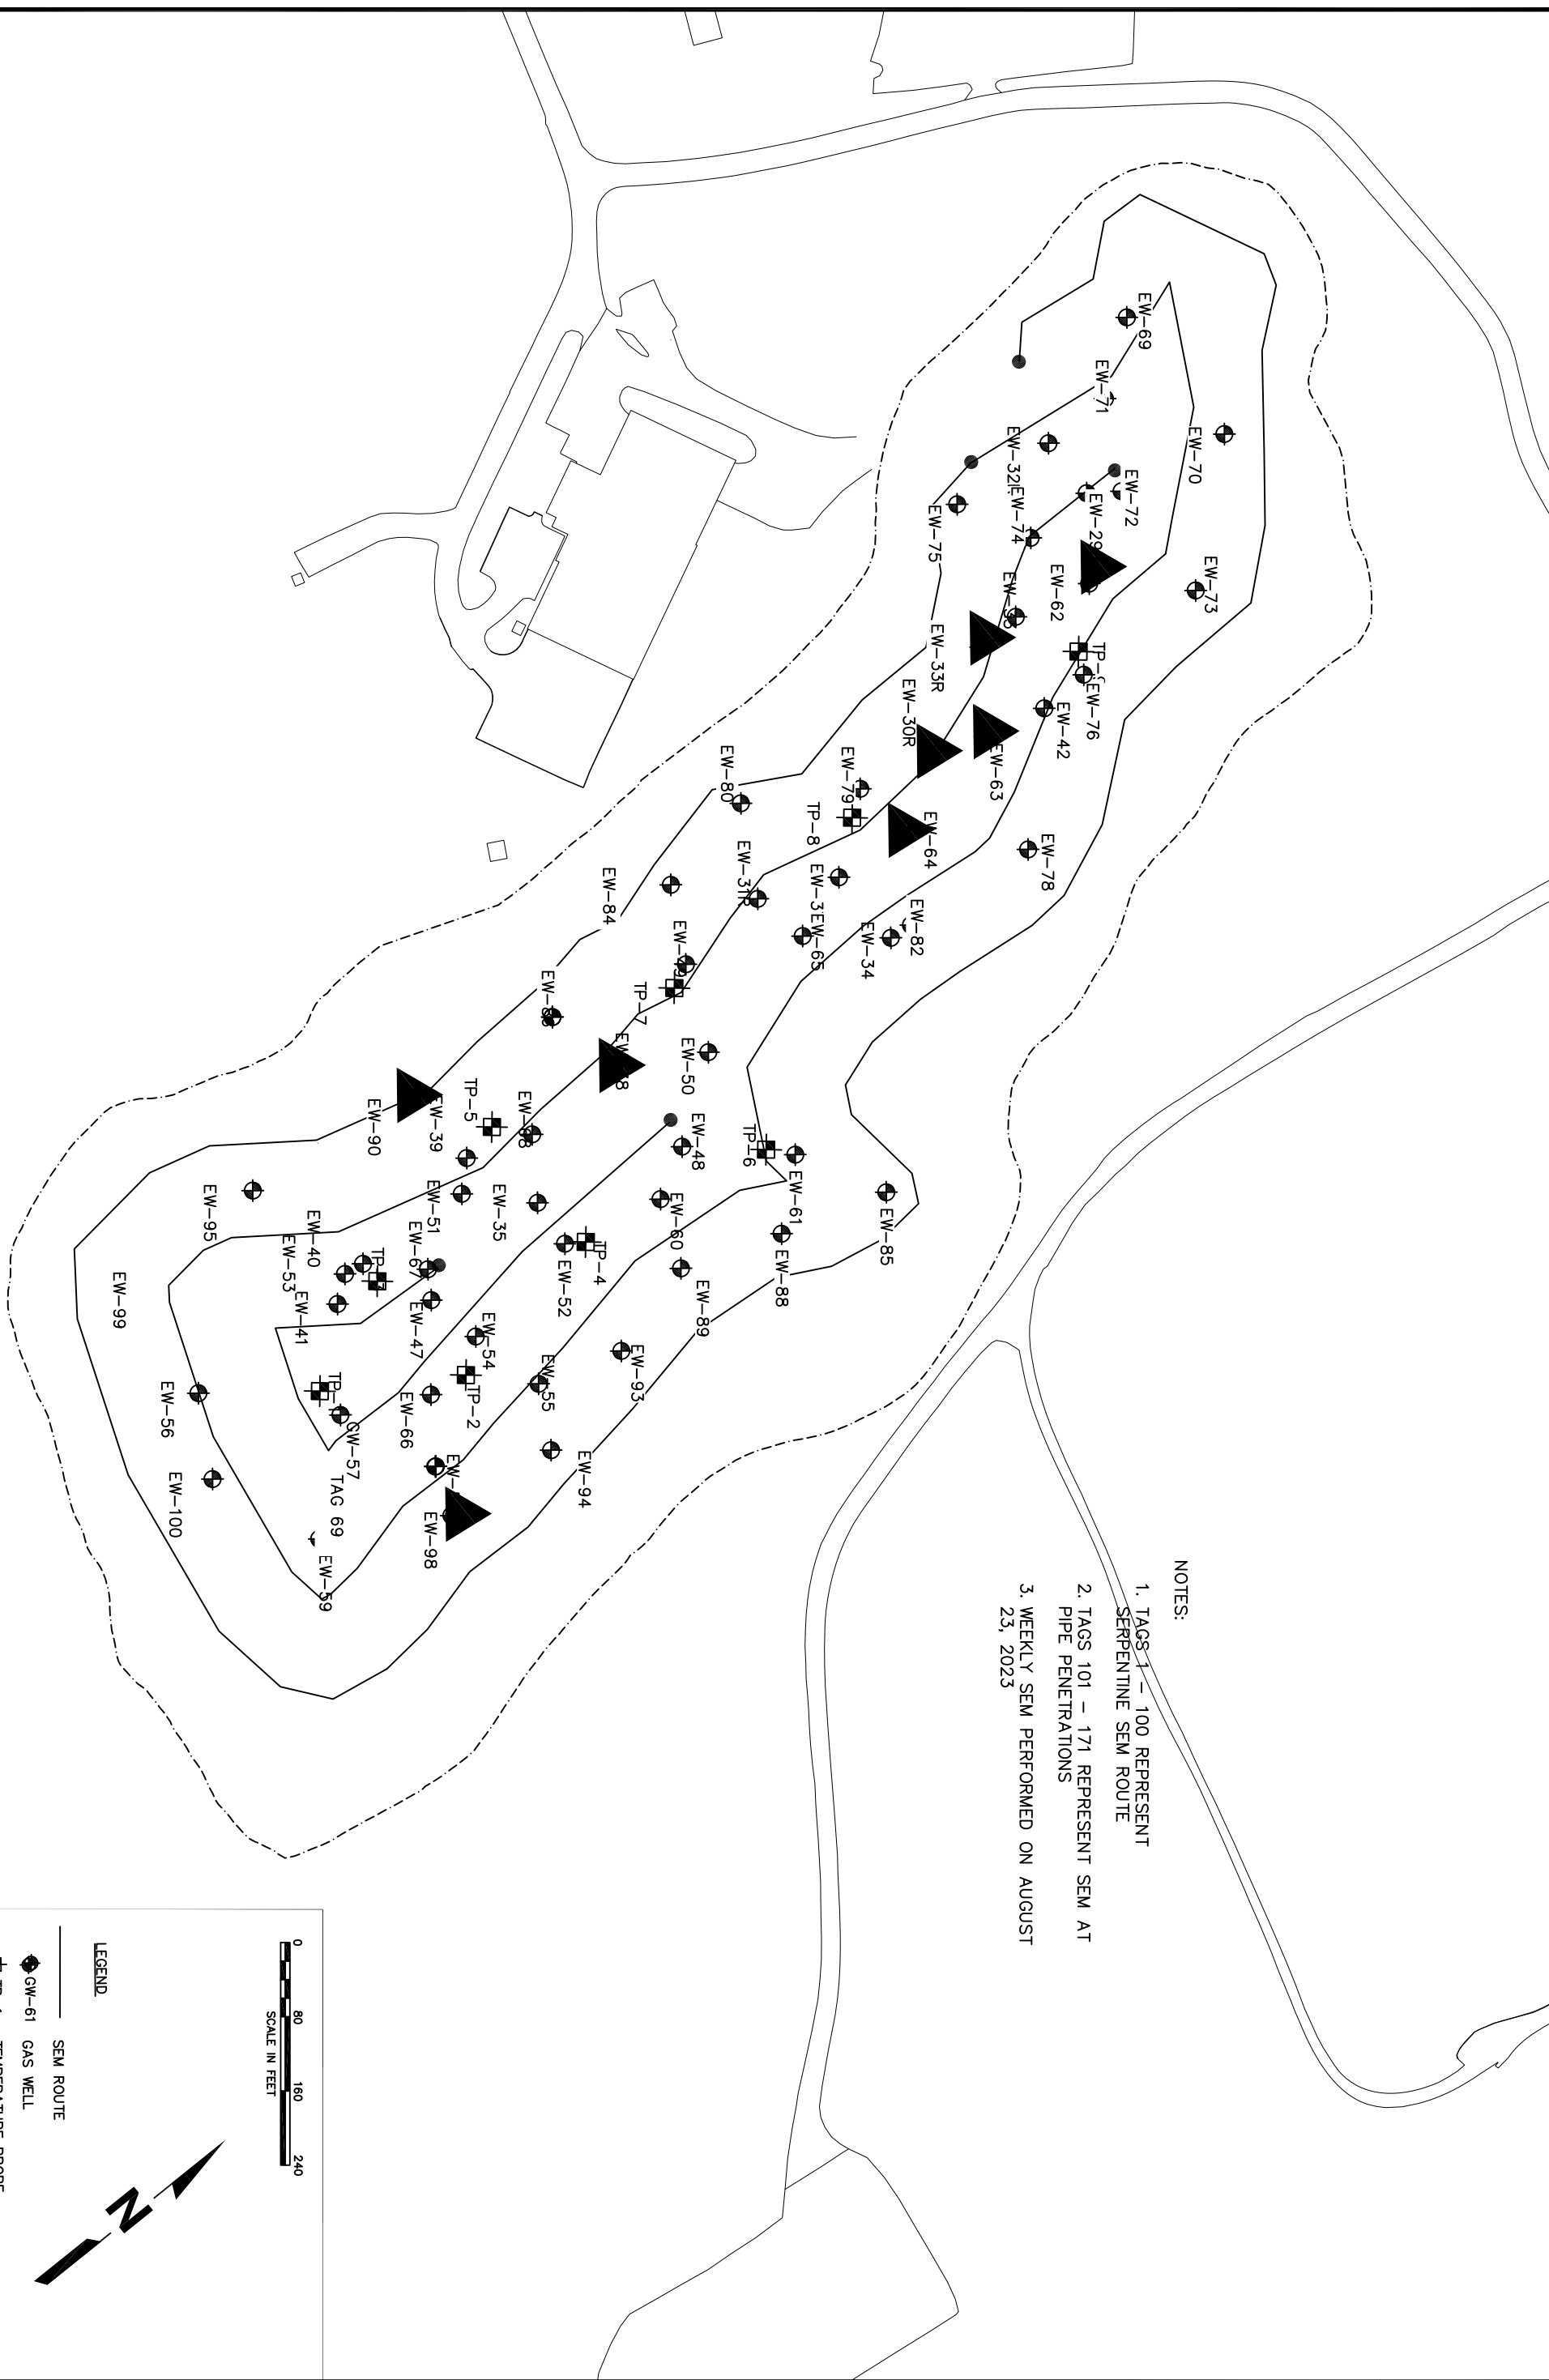 EW-69
EW-71
EW-70
EW-72
EW-74
EW-75
EW-73
EW-62
EW-33R
EW-76
EW-42
EW-30R
EW-63
EW-80
EW-79
TP-8
EW-64
EW-78
EW-84
EW-65
EW-34
EW-82
TP-7
EW-50
EW-90
EW-39
TP-5
EW-48
TP-6
EW-61
EW-85
EW-95
EW-51
EW-35
EW-60
EW-40
EW-53
EW-67
TP-4
EW-52
EW-88
EW-99
EW-41
EW-47
EW-54
EW-89
EW-55
EW-93
EW-56
EW-66
TP-2
EW-94
EW-100
TAG 69
EW-98
EW-59
NOTES:
1. TAGS 1 - 100 REPRESENT
SERPENTINE SEM ROUTE
2. TAGS 101 - 171 REPRESENT SEM AT
PIPE PENETRATIONS
3. WEEKLY SEM PERFORMED ON AUGUST
23, 2023
0 80 160 240
SCALE IN FEET
LEGEND
SEM ROUTE
GW-61 GAS WELL
N